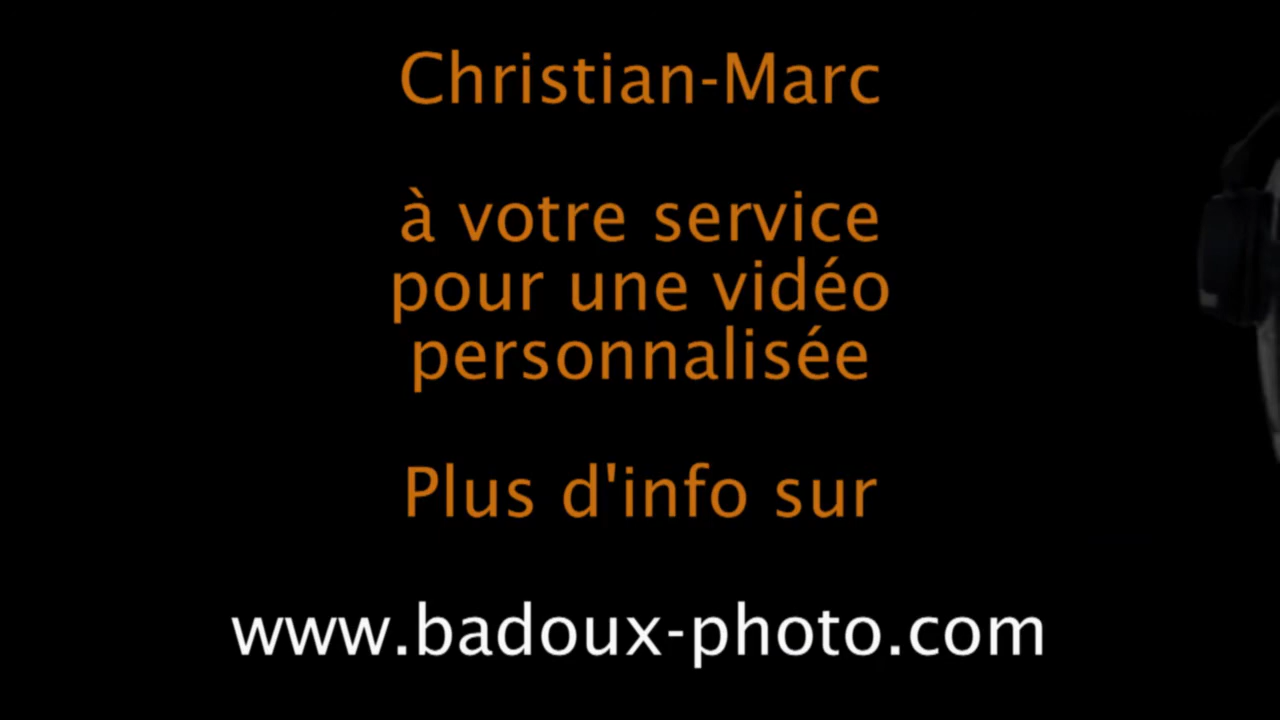 Christian-Marc
à votre service
pour une vidéo
personnalisée
Plus d'info sur
www.badoux-photo.com